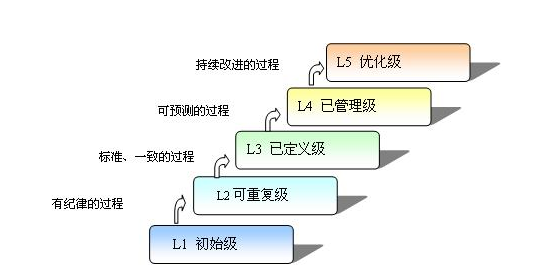 持续改进的过程
L5 优化级
可预测的过程
L4 已管理级
标准、一致的过程
L3 已定义级
有纪律的过程
L2可重复级
L1 初始级